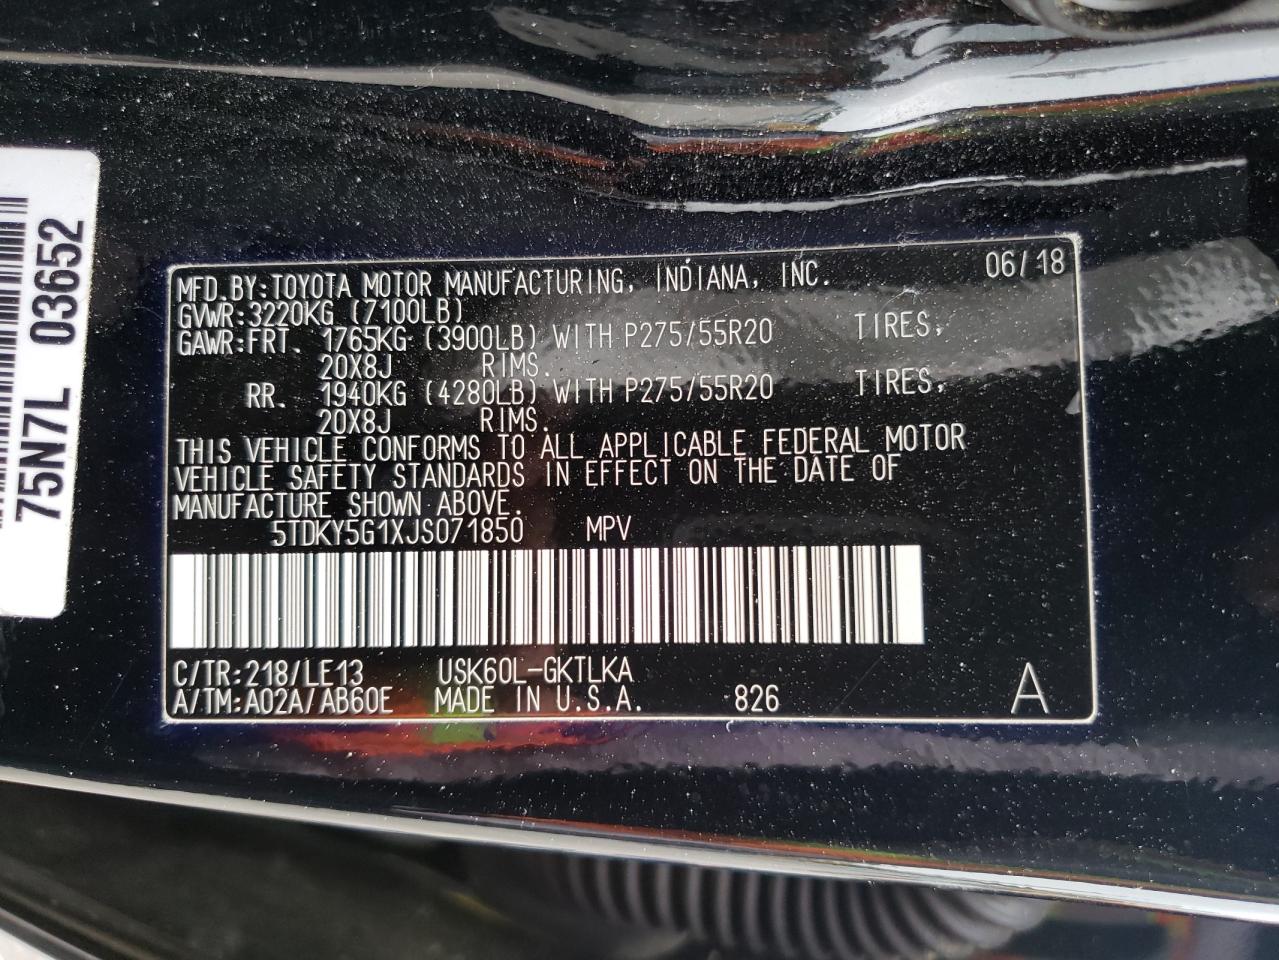 75N7L 03652
MFD.BY:TOYOTA MOTOR MANUFACTURING, INDIANA, INC. 06/18
GVWR:3220KG (7100LB)
GAWR:FRT. 1765KG (3900LB) WITH P275/55R20 TIRES,
20X8J RIMS.
RR. 1940KG (4280LB) WITH P275/55R20 TIRES,
20X8J RIMS.
THIS VEHICLE CONFORMS TO ALL APPLICABLE FEDERAL MOTOR
VEHICLE SAFETY STANDARDS IN EFFECT ON THE DATE OF
MANUFACTURE SHOWN ABOVE.
5TDKY5G1XJS071850 MPV
C/TR:218/LE13 USK60L-GKTLKA
A/TM:A02A/AB60E MADE IN U.S.A. 826 A